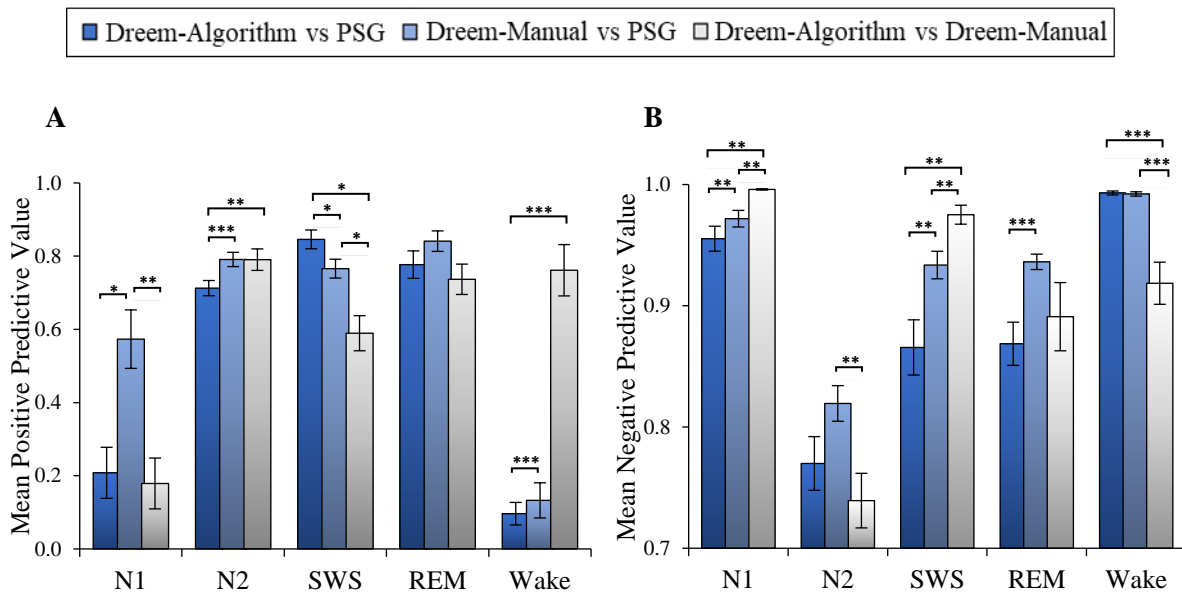 Dreem-Algorithm vs PSG Dreem-Manual vs PSG Dreem-Algorithm vs Dreem-Manual
A
Mean Positive Predictive Value
1.0
0.8
0.6
0.4
0.2
0.0
* **
*** **
* * *
*** ***
N1 N2 SWS REM Wake
B
Mean Negative Predictive Value
1.0
0.9
0.8
0.7
** ** **
**
** ** **
***
*** ***
N1 N2 SWS REM Wake